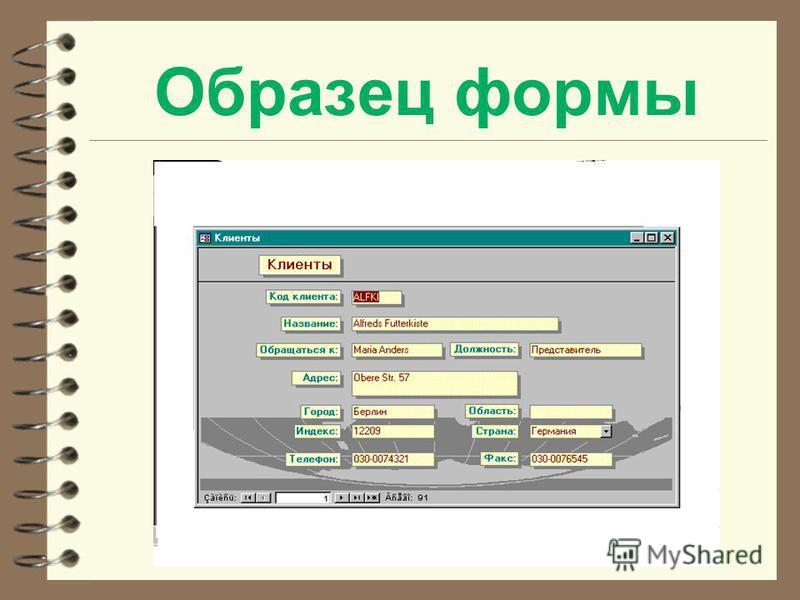 Образец формы
Клиенты
Клиенты
Код клиента: ALFKI
Название: Alfreds Futterkiste
Обращаться к: Maria Anders Должность: Представитель
Адрес: Obere Str. 57
Город: Берлин Область:
Индекс: 12209 Страна: Германия
Телефон: 030-0074321 Факс: 030-0076545
Çàïèñü: 1 Âñåãî: 91
MyShared